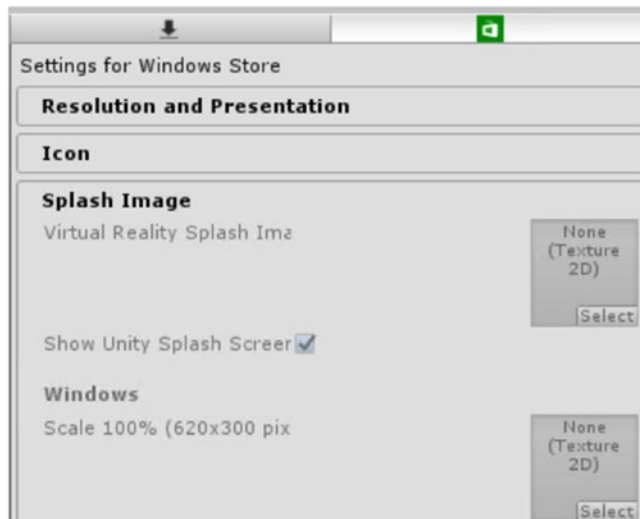 Settings for Windows Store
Resolution and Presentation
Icon
Splash Image
Virtual Reality Splash Ima
None
(Texture
2D)
Select
Show Unity Splash Screen
Windows
Scale 100% (620x300 pix
None
(Texture
2D)
Select